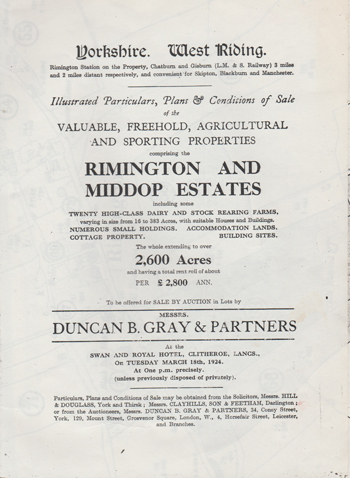 Yorkshire. West Riding.
Rimington Station on the Property, Chatburn and Gisburn (L.M. & S. Railway) 3 miles
and 2 miles distant respectively, and convenient for Skipton, Blackburn and Manchester.
Illustrated Particulars, Plans & Conditions of Sale
of the
VALUABLE, FREEHOLD, AGRICULTURAL
AND SPORTING PROPERTIES
comprising the
RIMINGTON AND
MIDDOP ESTATES
including some
TWENTY HIGH-CLASS DAIRY AND STOCK REARING FARMS,
varying in size from 16 to 383 Acres, with suitable Houses and Buildings.
NUMEROUS SMALL HOLDINGS. ACCOMMODATION LANDS.
COTTAGE PROPERTY. BUILDING SITES.
The whole extending to over
2,600 Acres
and having a total rent roll of about
PER £ 2,800 ANN.
To be offered for SALE BY AUCTION in Lots by
MESSRS.
DUNCAN B. GRAY & PARTNERS
At the
SWAN AND ROYAL HOTEL, CLITHEROE, LANCS.,
On TUESDAY MARCH 18th, 1924.
At One p.m. precisely.
(unless previously disposed of privately).
Particulars, Plans and Conditions of Sale may be obtained from the Solicitors, Messrs. HILL
& DOUGLASS, York and Thirsk; Messrs. CLAYHILLS, SON & FEETHAM, Darlington;
or from the Auctioneers, Messrs. DUNCAN B. GRAY & PARTNERS, 34, Coney Street,
York, 129, Mount Street, Grosvenor Square, London, W., 4, Horsefair Street, Leicester,
and Branches.